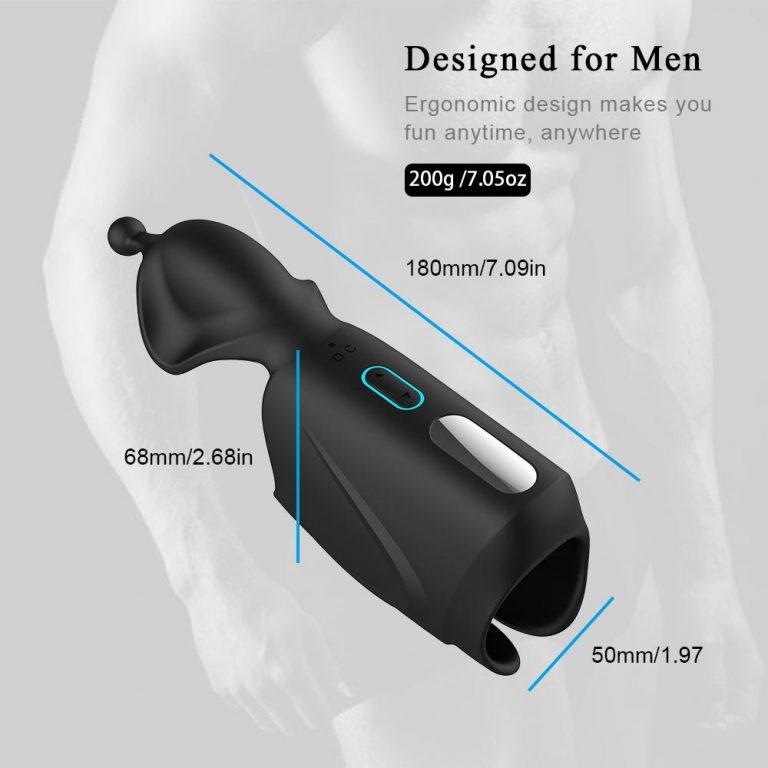 Designed for Men
Ergonomic design makes you
fun anytime, anywhere
200g /7.05oz
180mm/7.09in
DC
68mm/2.68in
50mm/1.97